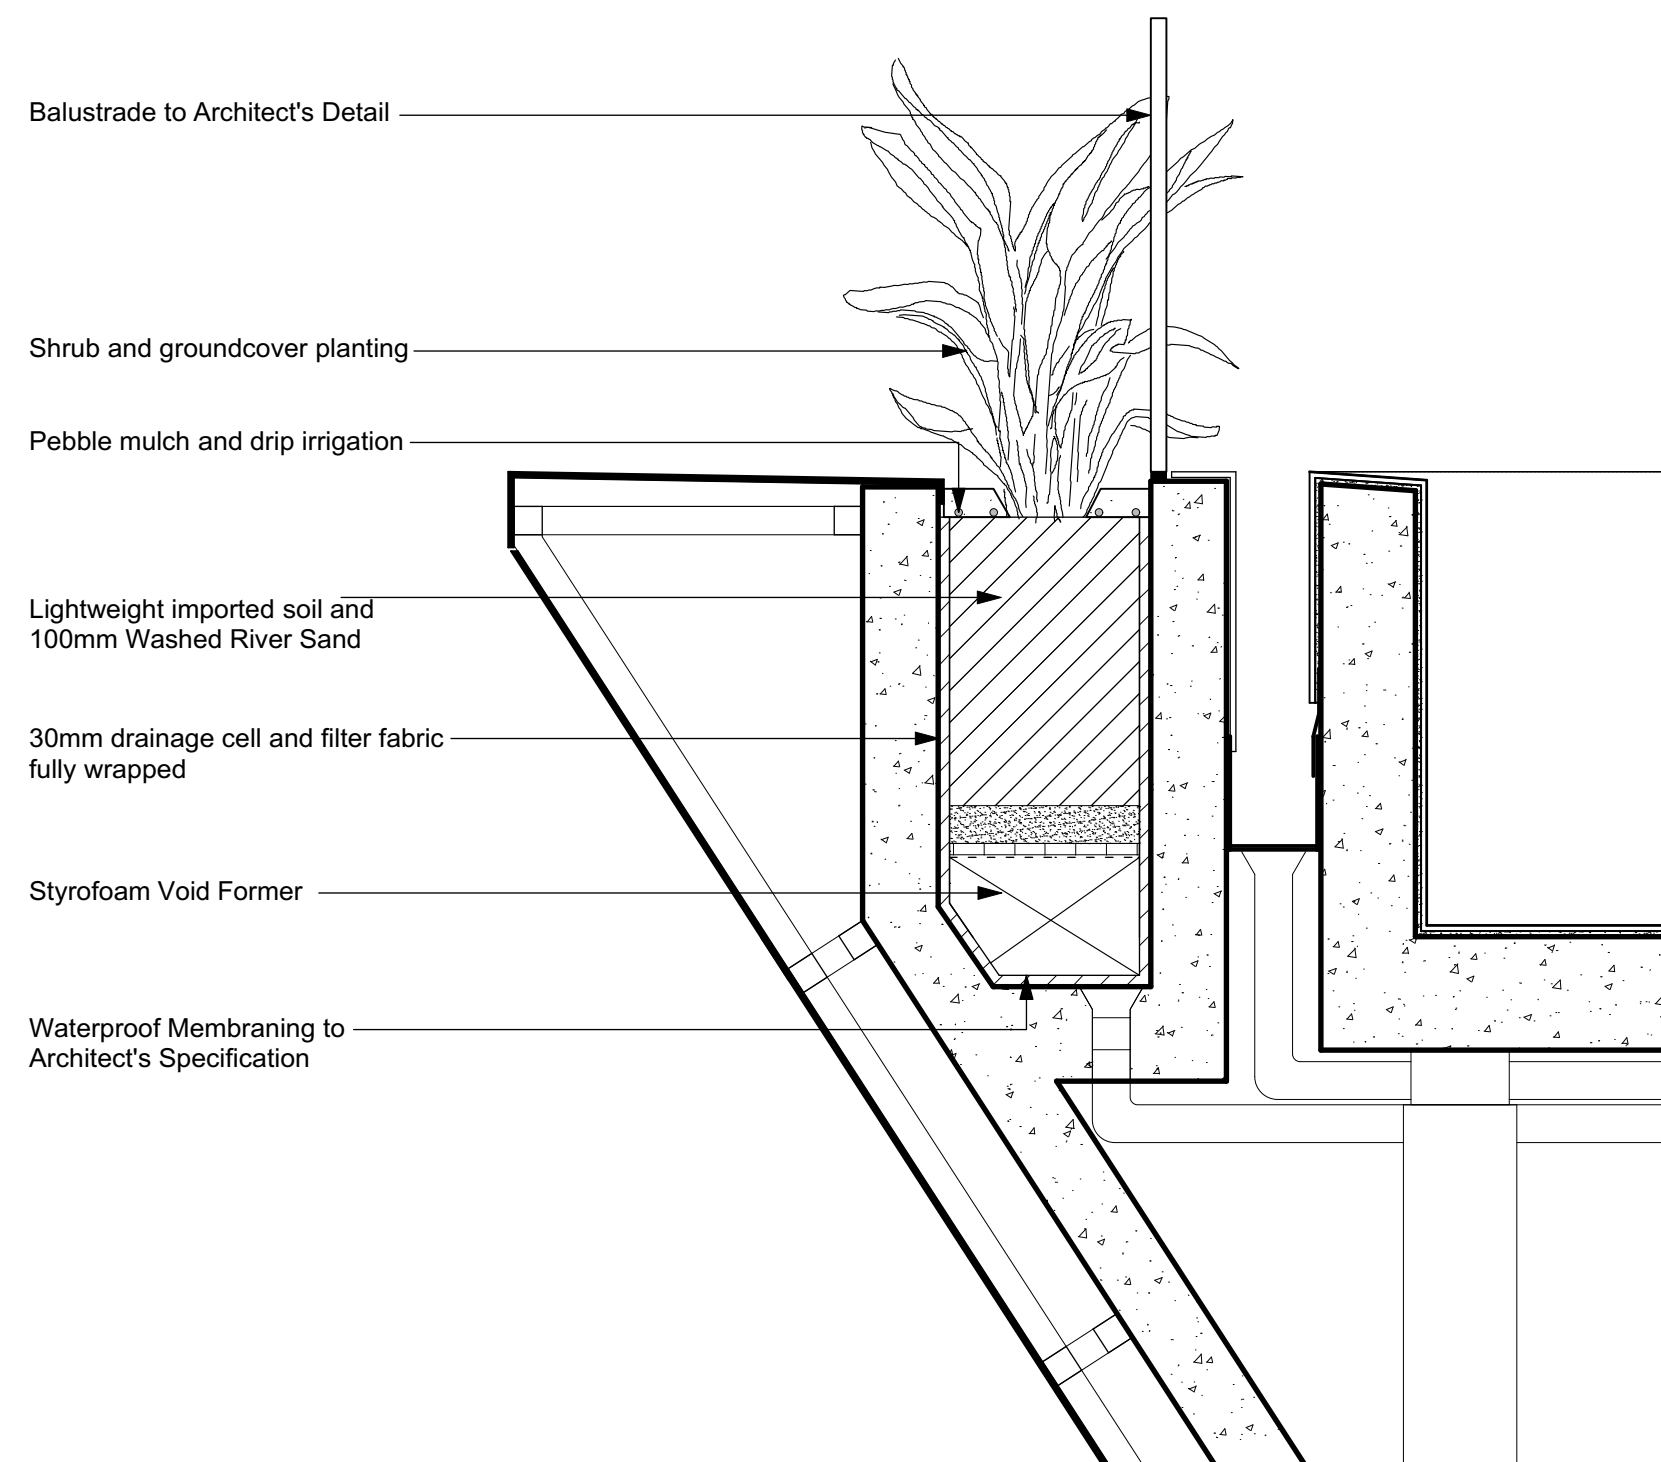 Balustrade to Architect's Detail
Shrub and groundcover planting
Pebble mulch and drip irrigation
Lightweight imported soil and
100mm Washed River Sand
30mm drainage cell and filter fabric
fully wrapped
Styrofoam Void Former
Waterproof Membraning to
Architect's Specification